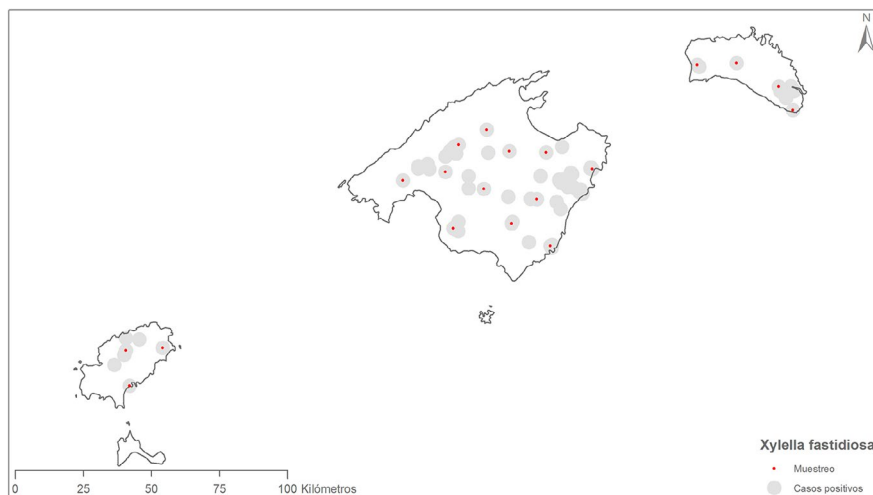 N
Xylella fastidiosa
Muestreo
Casos positivos
0 25 50 75 100 Kilómetros